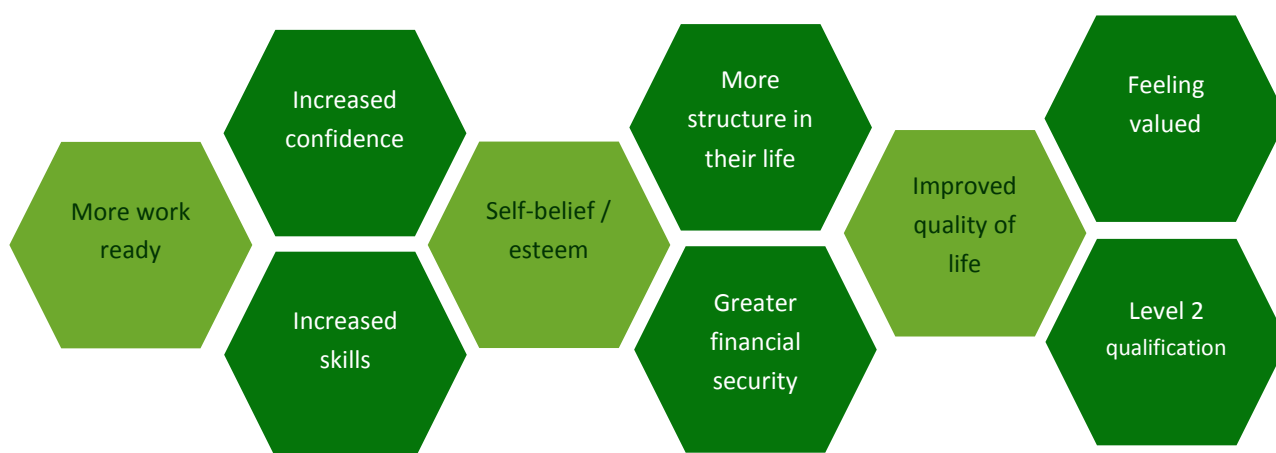 More work
ready
Increased
confidence
Increased
skills
Self-belief /
esteem
More
structure in
their life
Greater
financial
security
Improved
quality of
life
Feeling
valued
Level 2
qualification